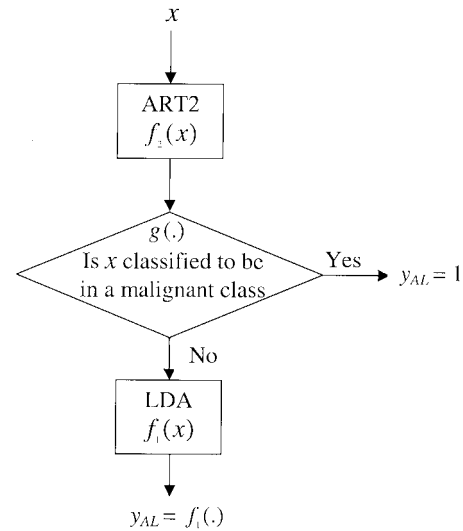 x
ART2
f₂(x)
g(.)
Is x classified to be
in a malignant class
Yes
y_AL = 1
No
LDA
f₁(x)
y_AL = f₁(.)